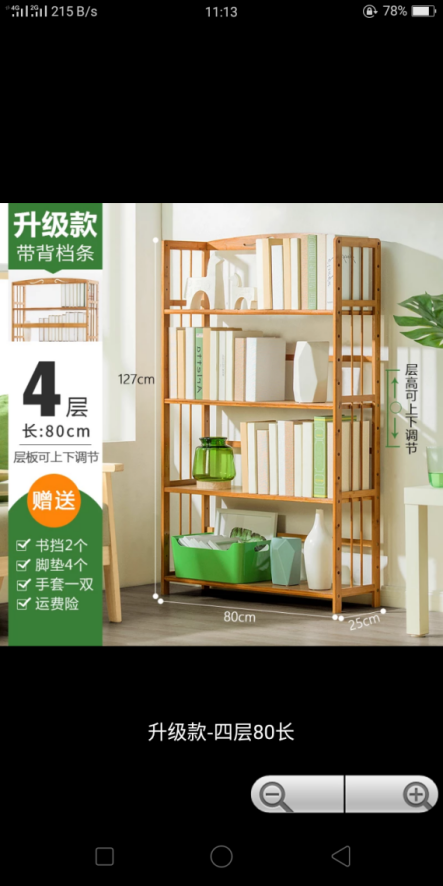 4G 2G 215 B/s 11:13 78%
升级款
带背档条
4层
长:80cm
层板可上下调节
赠送
书挡2个
脚垫4个
手套一双
运费险
127cm
层高可上下调节
80cm
25cm
升级款-四层80长